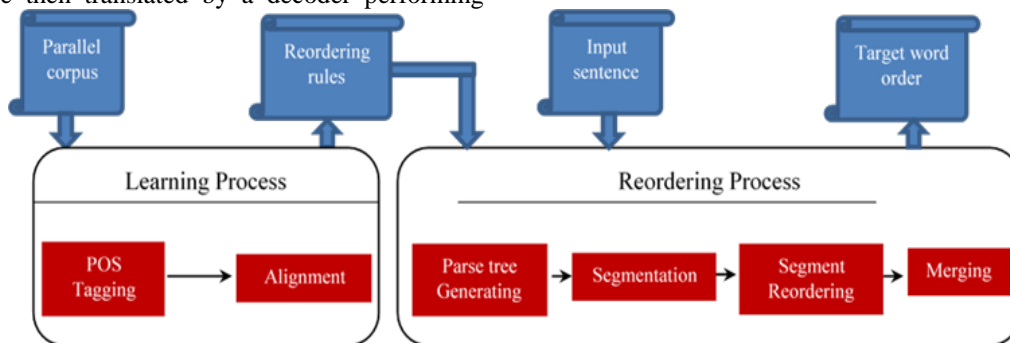 e then translated by a decoder performing
Parallel
corpus
Reordering
rules
Input
sentence
Target word
order
Learning Process
POS
Tagging
Alignment
Reordering Process
Parse tree
Generating
Segmentation
Segment
Reordering
Merging